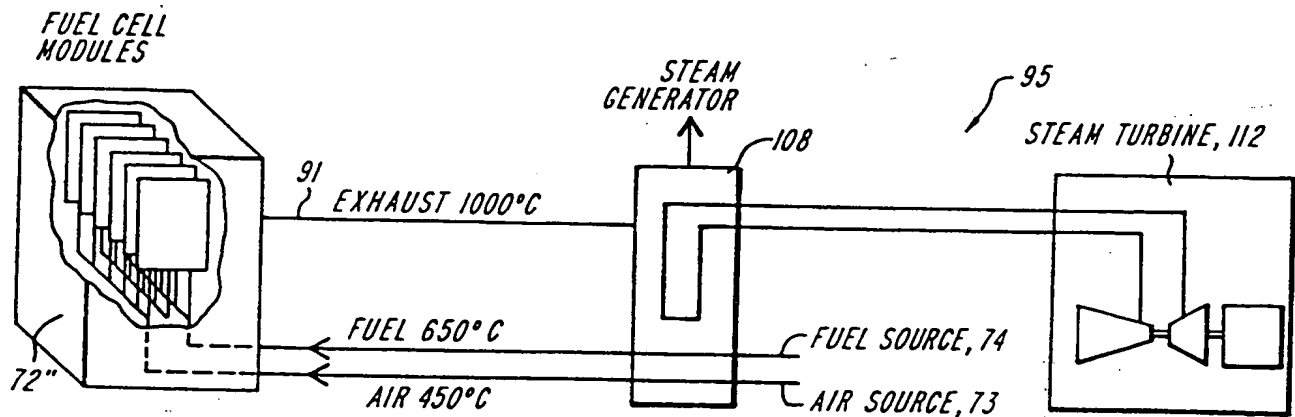 FUEL CELL
MODULES
STEAM
GENERATOR
95
STEAM TURBINE, 112
108
91
EXHAUST 1000°C
FUEL 650°C
FUEL SOURCE, 74
72"
AIR 450°C
AIR SOURCE, 73